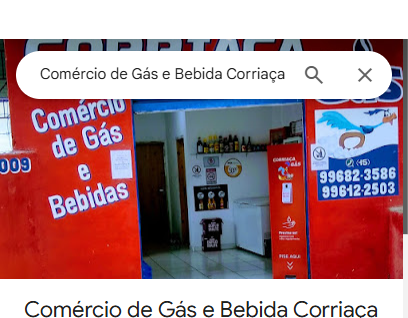 CORRIAÇA
Comércio de Gás e Bebida Corriaça
Gás
Comércio
de Gás
e
Bebidas
009
(15)
99682-3586
99612-2503
CORRIAÇA
GÁS
Comércio de Gás e Bebida Corriaça